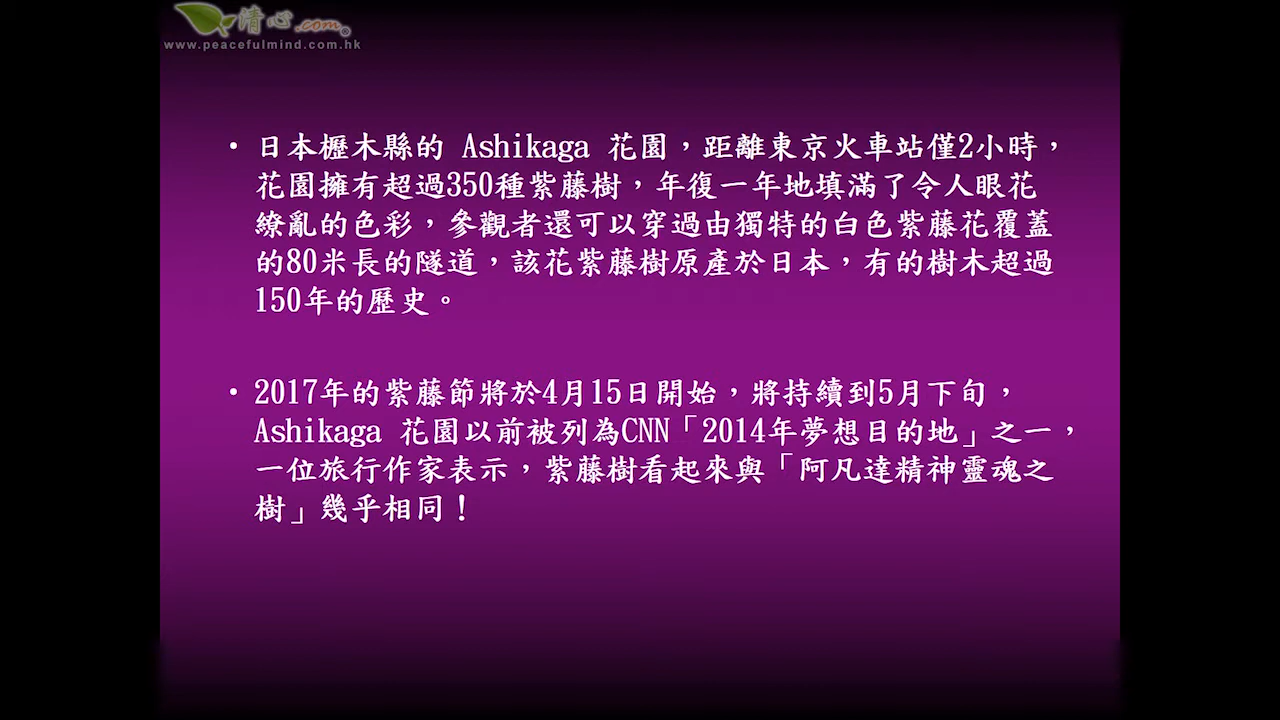 清心.com
www.peacefulmind.com.hk
• 日本櫪木縣的 Ashikaga 花園，距離東京火車站僅2小時，
花園擁有超過350種紫藤樹，年復一年地填滿了令人眼花
繚亂的色彩，參觀者還可以穿過由獨特的白色紫藤花覆蓋
的80米長的隧道，該花紫藤樹原產於日本，有的樹木超過
150年的歷史。
• 2017年的紫藤節將於4月15日開始，將持續到5月下旬，
Ashikaga 花園以前被列為CNN「2014年夢想目的地」之一，
一位旅行作家表示，紫藤樹看起來與「阿凡達精神靈魂之
樹」幾乎相同！